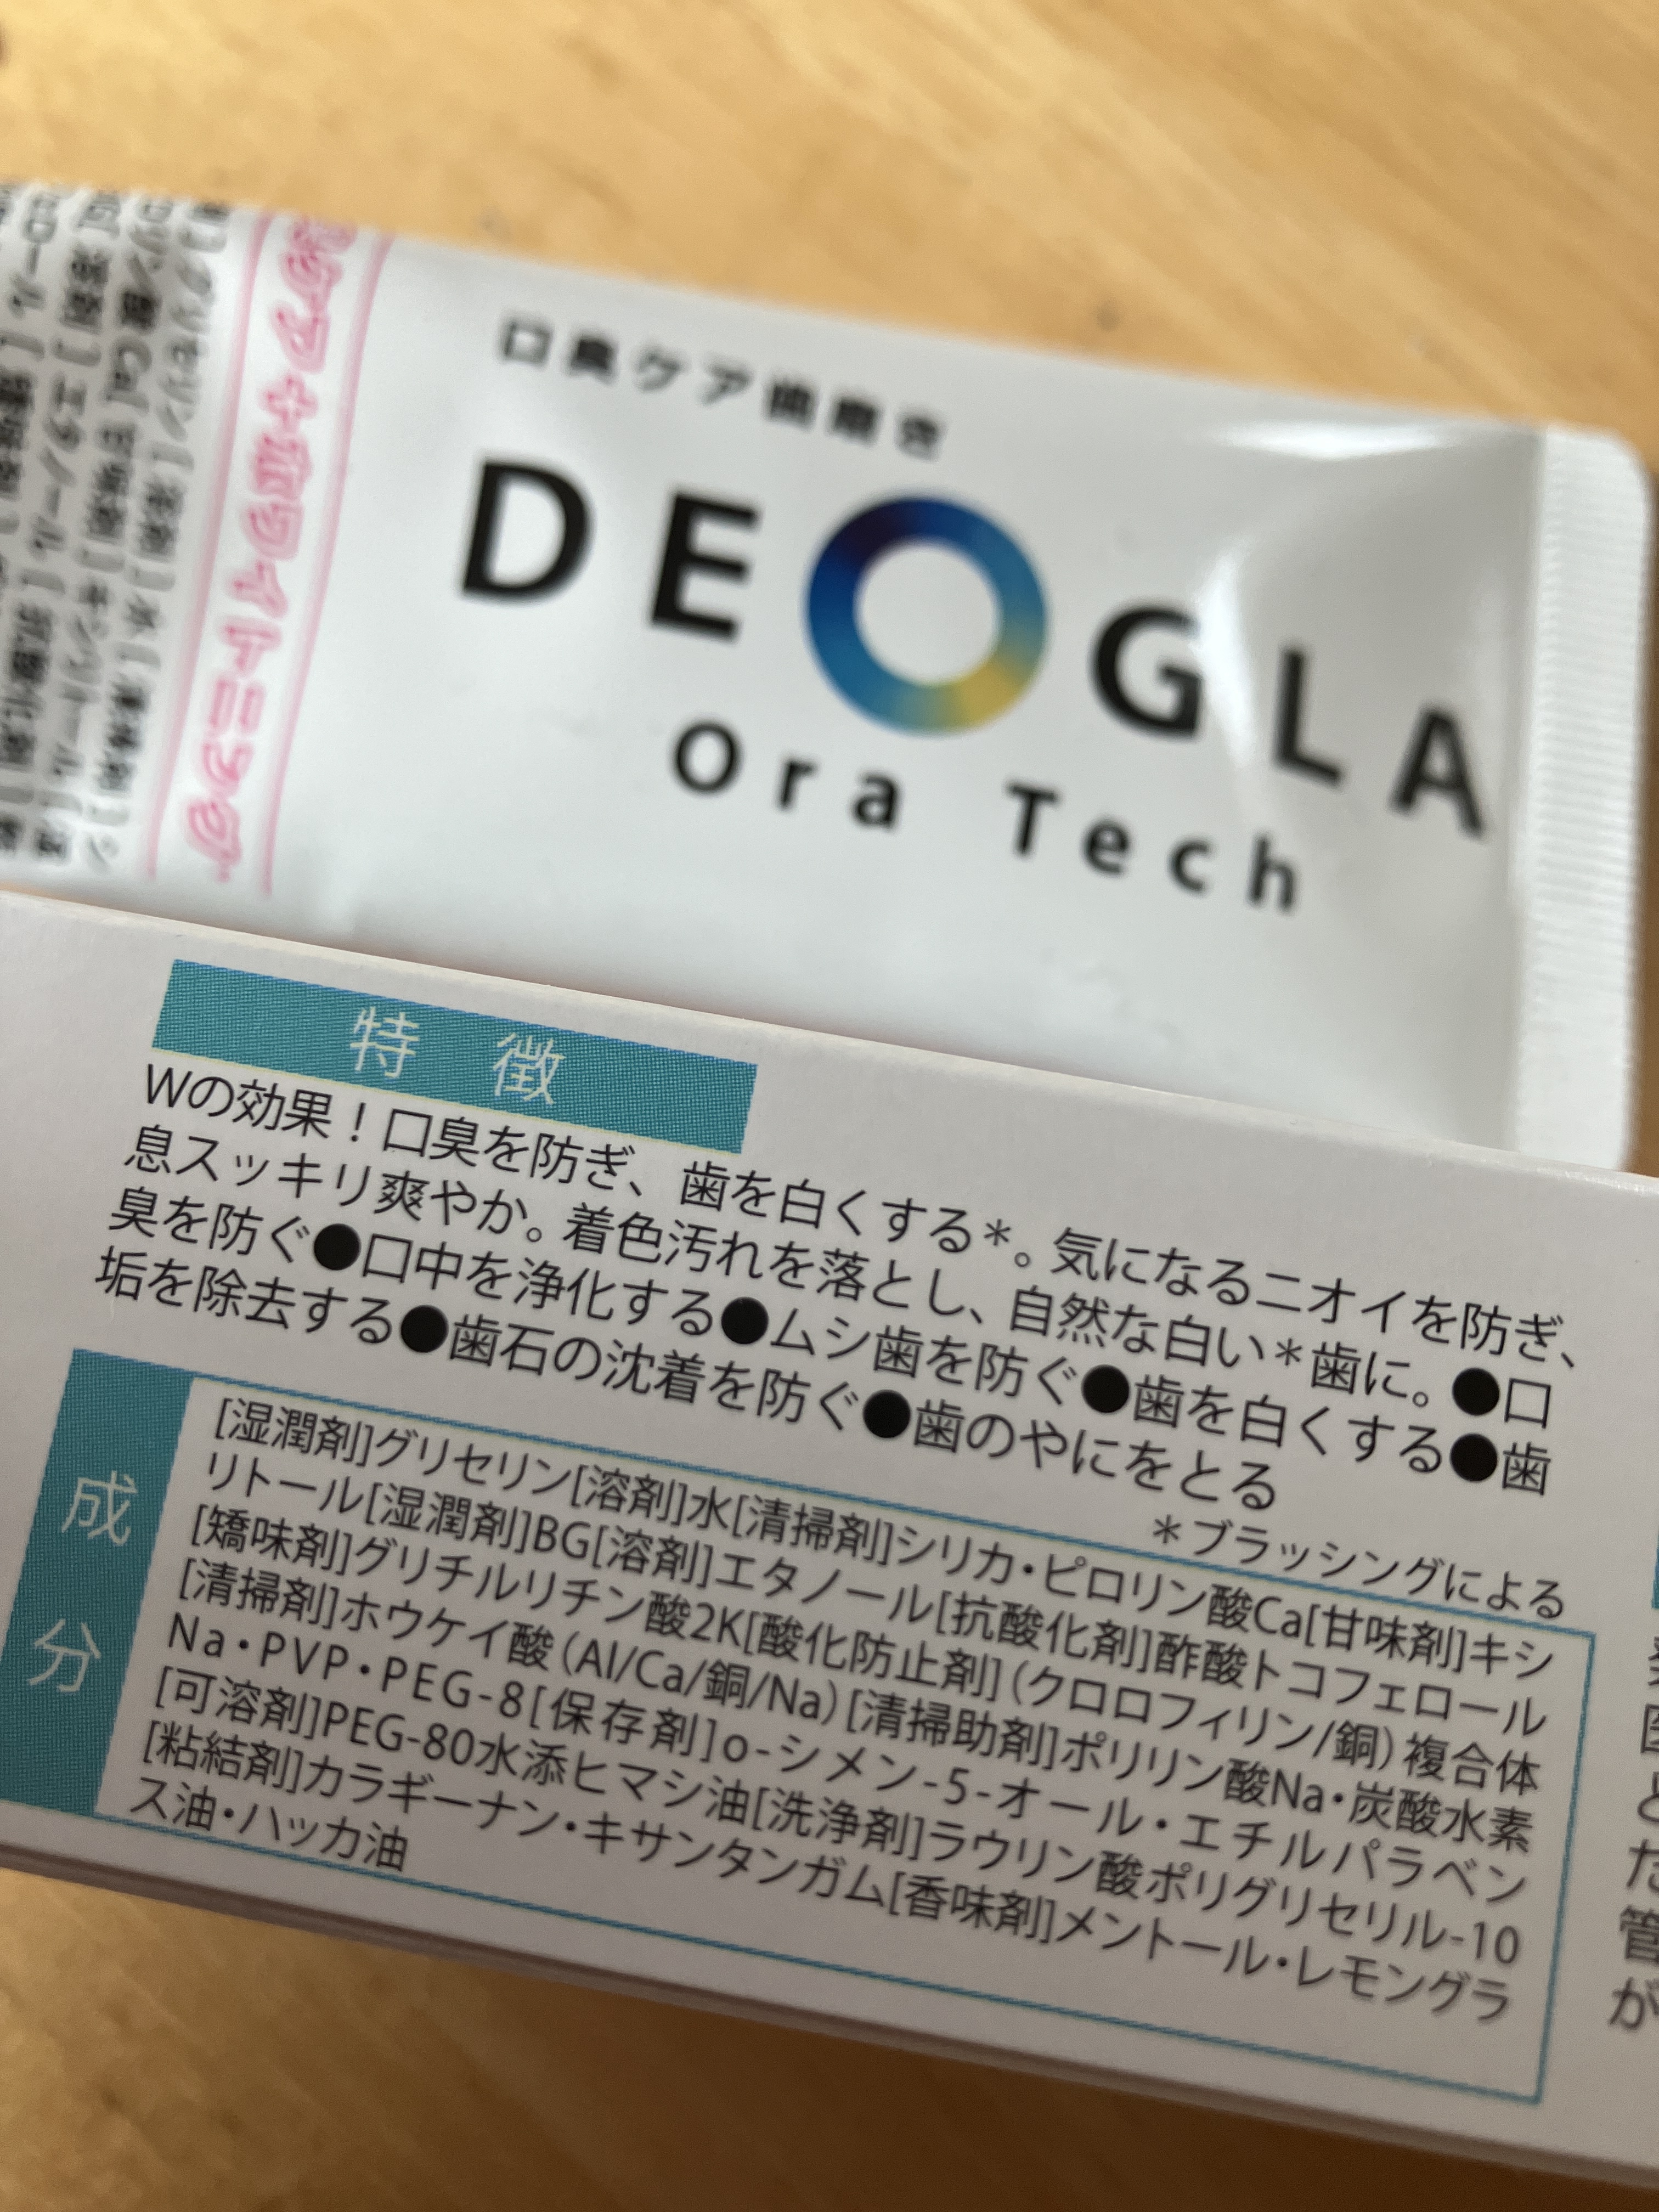 口臭ケア歯磨き
DEOGLA
Ora Tech
ケア+ホワイトニング
特徴
Wの効果！口臭を防ぎ、歯を白くする＊。気になるニオイを防ぎ、
息スッキリ爽やか。着色汚れを落とし、自然な白い＊歯に。●口
臭を防ぐ●口中を浄化する●ムシ歯を防ぐ●歯を白くする●歯
垢を除去する●歯石の沈着を防ぐ●歯のやにをとる
＊ブラッシングによる
成分
[湿潤剤]グリセリン[溶剤]水[清掃剤]シリカ・ピロリン酸Ca[甘味剤]キシ
リトール[湿潤剤]BG[溶剤]エタノール[抗酸化剤]酢酸トコフェロール
[矯味剤]グリチルリチン酸2K[酸化防止剤]（クロロフィリン/銅）複合体
[清掃剤]ホウケイ酸（Al/Ca/銅/Na）[清掃助剤]ポリリン酸Na・炭酸水素
Na・PVP・PEG-8[保存剤]o-シメン-5-オール・エチルパラベン
[可溶剤]PEG-80水添ヒマシ油[洗浄剤]ラウリン酸ポリグリセリル-10
[粘結剤]カラギーナン・キサンタンガム[香味剤]メントール・レモングラ
ス油・ハッカ油